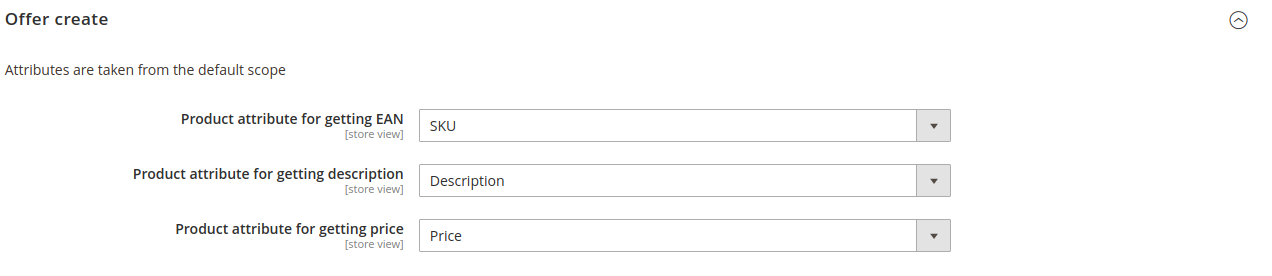 Offer create
Attributes are taken from the default scope
Product attribute for getting EAN
[store view]
SKU
Product attribute for getting description
[store view]
Description
Product attribute for getting price
[store view]
Price